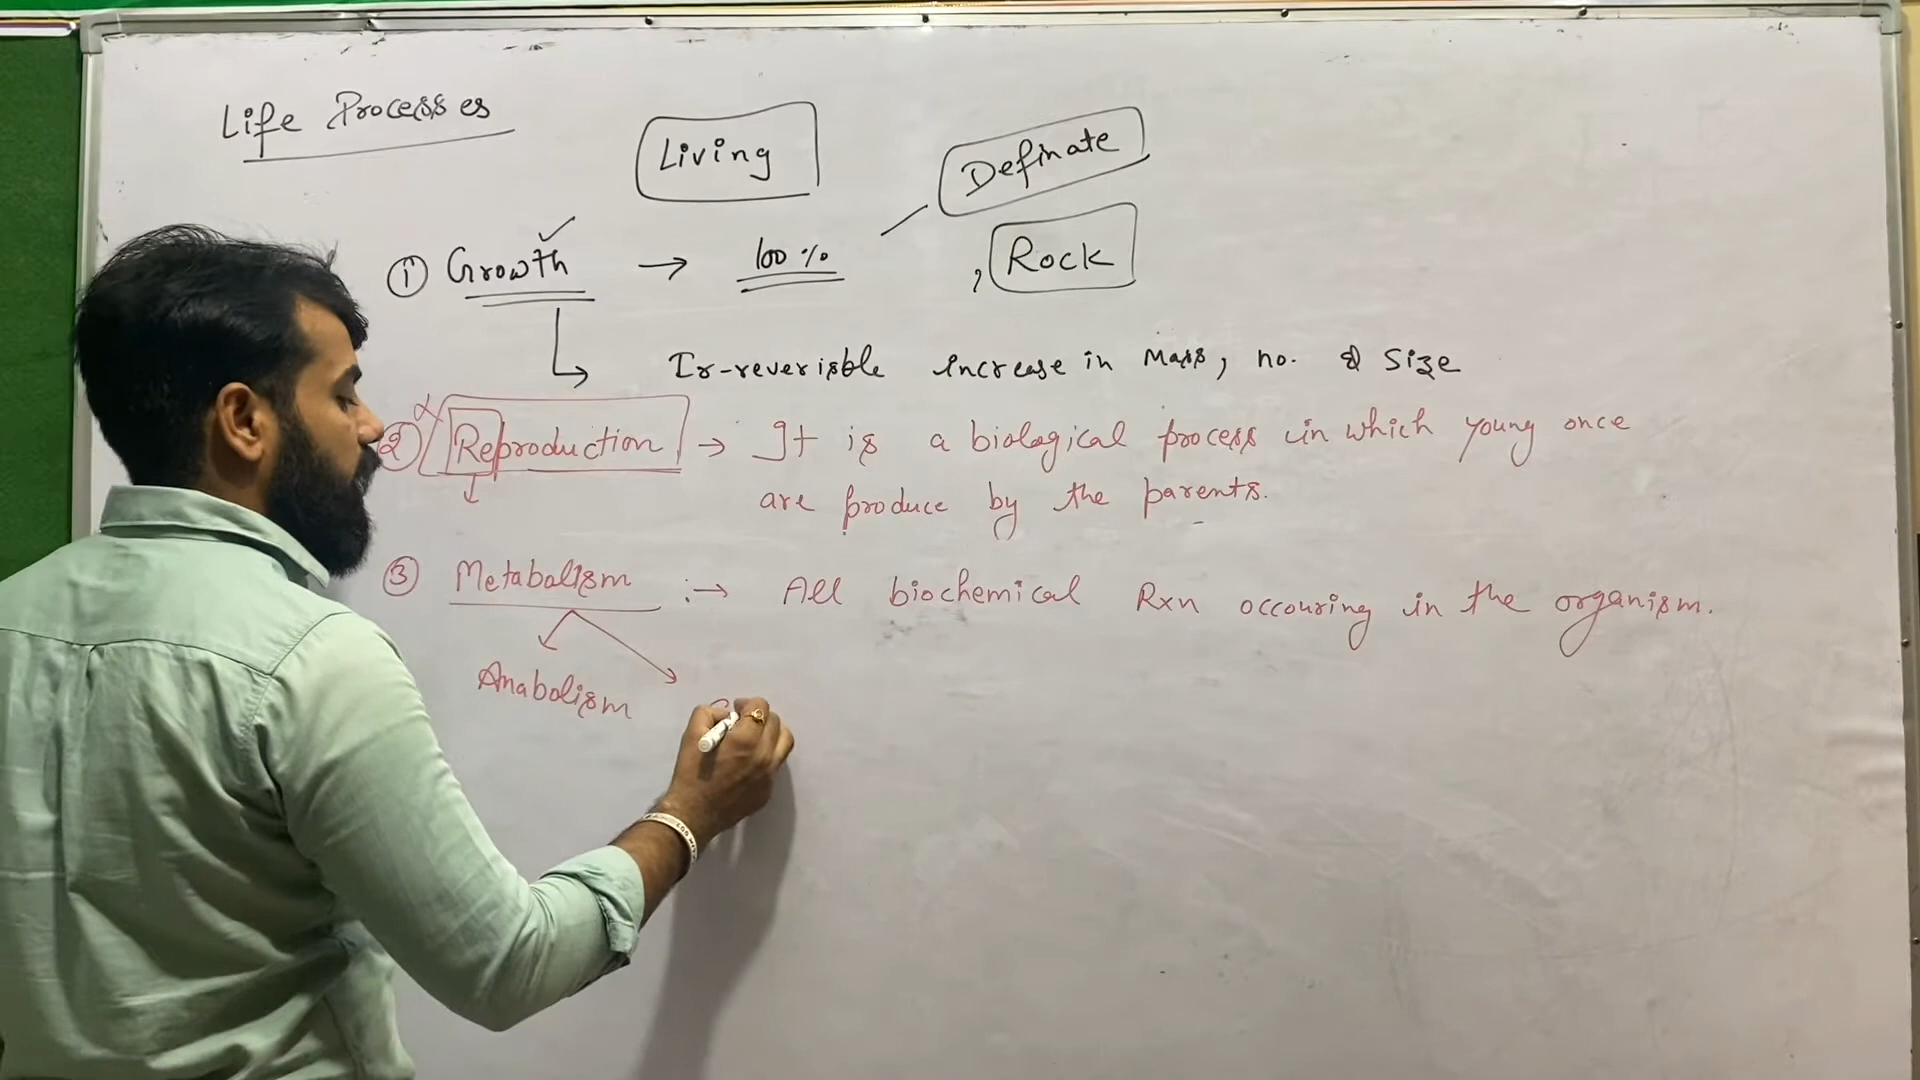 Life Processes
Living
Definate
① Growth ✓ → 100 %
, Rock
Ir-reverisble increase in Mass, no. & Size
② Reproduction → It is a biological process in which young once
are produce by the parents.
③ Metabolism :→ All biochemical Rxn occouring in the organism.
Anabolism